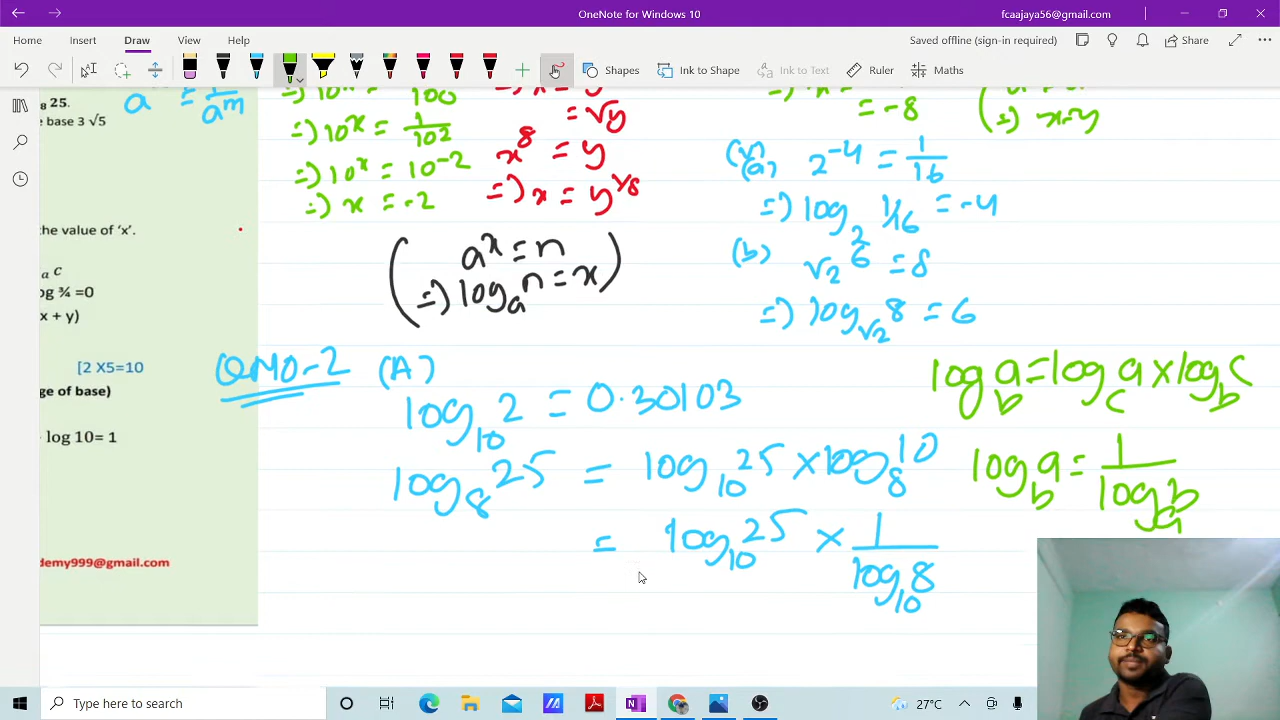 OneNote for Windows 10
fcaajaya56@gmail.com
Home
Insert
Draw
View
Help
Saved (sign-in required)
Share
Shapes
Ink to Shape
Ink to Text
Ruler
Maths
g 25.
e base 3 √5
the value of ‘x’.
a c
og ¾ =0
x + y)
[2 X5=10
ge of base)
log 10= 1
demy999@gmail.com
a = 1/a^m
=) 10^x = 100
=) 10^x = 1/10^2
=) 10^x = 10^-2
=) x = -2
= √y
x^8 = y
=) x = y^1/8
(a^x = n
=) log_a n = x)
= -8
=) x=y
(v)
(a) 2^-4 = 1/16
=) log_2 1/16 = -4
(b) √2^6 = 8
=) log_√2 8 = 6
QNO-2 (A)
log_10 2 = 0.30103
log_8 25 = log_10 25 × log_8 10
= log_10 25 × 1/log_10 8
log_b a = log_c a × log_b c
log_b a = 1/log_a b
Type here to search
27°C